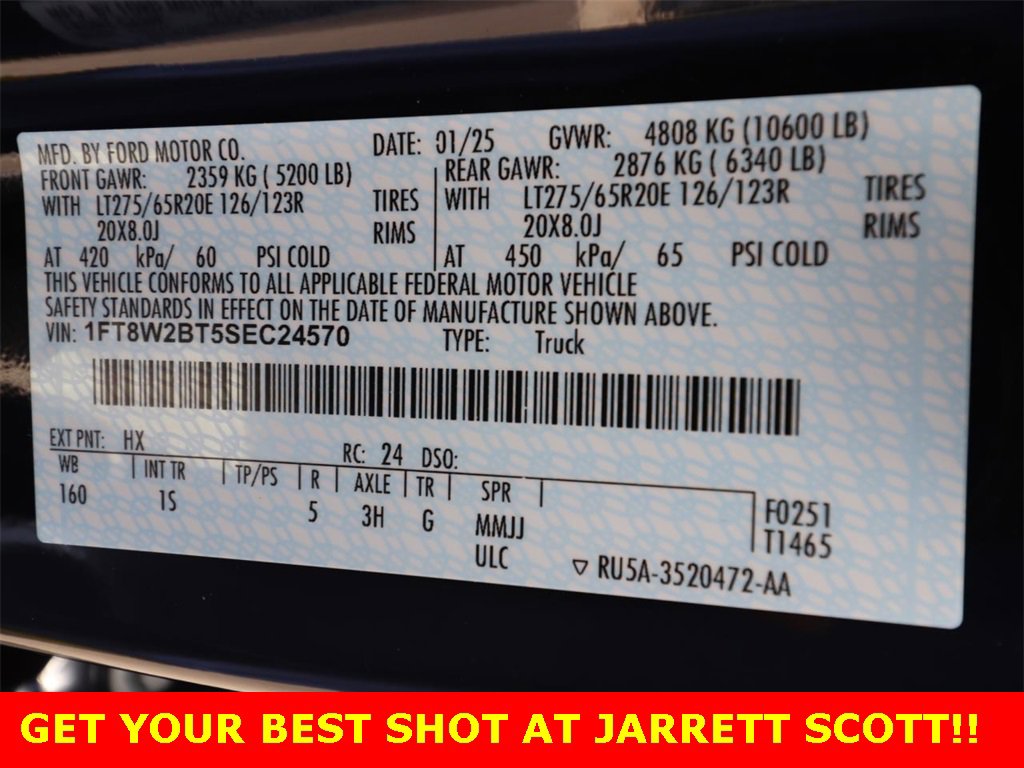 MFD. BY FORD MOTOR CO. DATE: 01/25 GVWR: 4808 KG (10600 LB)
FRONT GAWR: 2359 KG ( 5200 LB) REAR GAWR: 2876 KG ( 6340 LB)
WITH LT275/65R20E 126/123R TIRES WITH LT275/65R20E 126/123R TIRES
20X8.0J RIMS 20X8.0J RIMS
AT 420 kPa/ 60 PSI COLD AT 450 kPa/ 65 PSI COLD
THIS VEHICLE CONFORMS TO ALL APPLICABLE FEDERAL MOTOR VEHICLE
SAFETY STANDARDS IN EFFECT ON THE DATE OF MANUFACTURE SHOWN ABOVE.
VIN: 1FT8W2BT5SEC24570 TYPE: Truck
EXT PNT: HX RC: 24 DSO:
WB INT TR TP/PS R AXLE TR SPR
160 1S 5 3H G MMJJ F0251
ULC T1465
▽ RU5A-3520472-AA
GET YOUR BEST SHOT AT JARRETT SCOTT!!